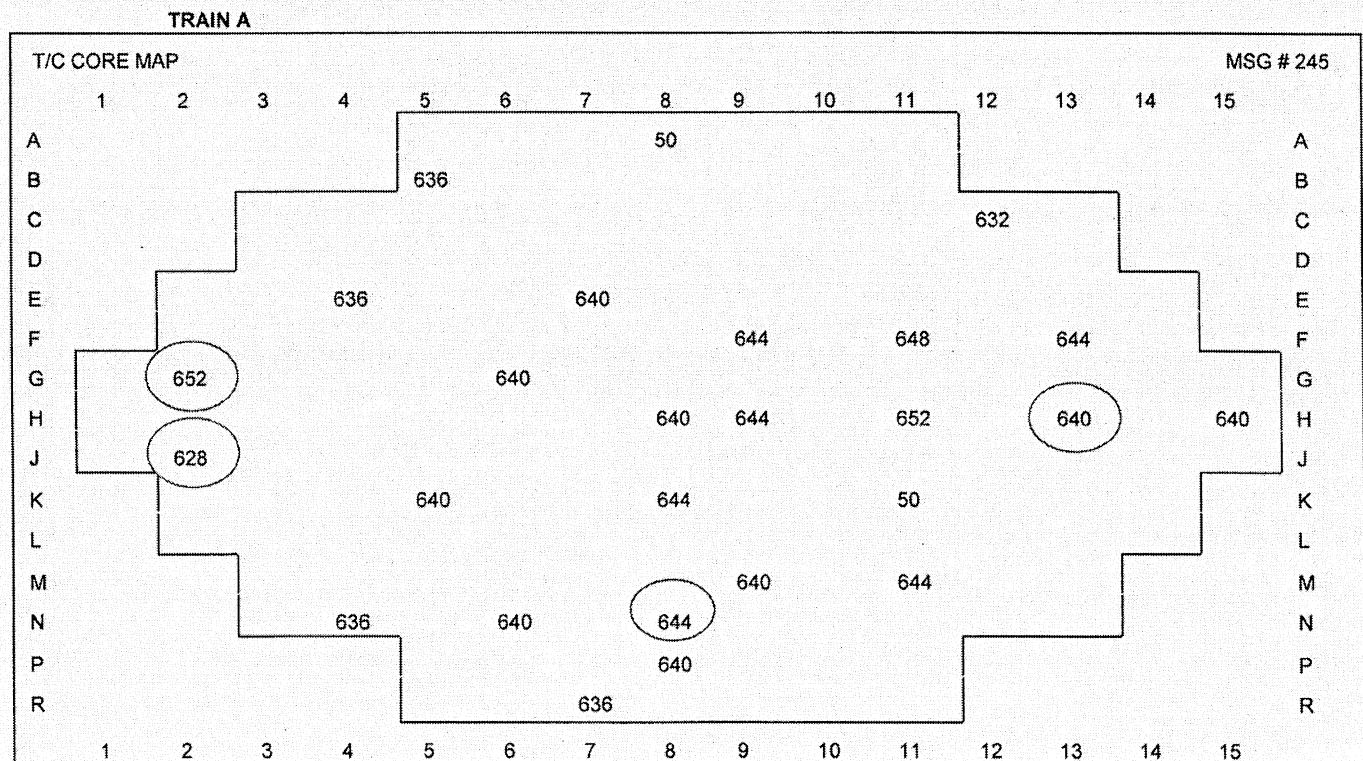 TRAIN A
T/C CORE MAP MSG # 245
1 2 3 4 5 6 7 8 9 10 11 12 13 14 15
A 50 A
B 636 B
C 632 C
D D
E 636 640 E
F 644 648 644 F
G 652 640 G
H 640 644 652 640 640 H
J 628 J
K 640 644 50 K
L L
M 640 644 M
N 636 640 644 N
P 640 P
R 636 R
1 2 3 4 5 6 7 8 9 10 11 12 13 14 15